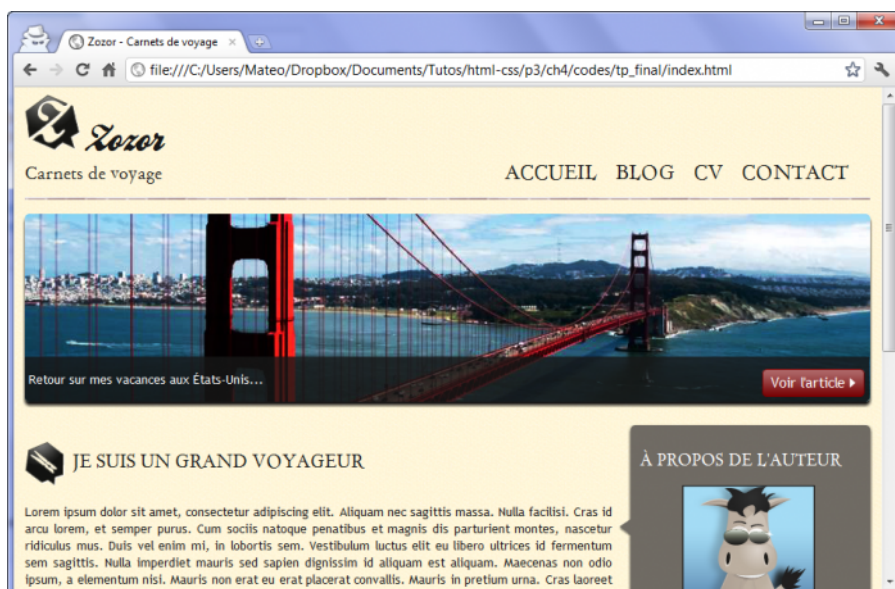 Zozor - Carnets de voyage
file:///C:/Users/Mateo/Dropbox/Documents/Tutos/html-css/p3/ch4/codes/tp_final/index.html
Zozor
Carnets de voyage
ACCUEIL BLOG CV CONTACT
Retour sur mes vacances aux États-Unis...
Voir l'article
JE SUIS UN GRAND VOYAGEUR
À PROPOS DE L'AUTEUR
Lorem ipsum dolor sit amet, consectetur adipiscing elit. Aliquam nec sagittis massa. Nulla facilisi. Cras id
arcu lorem, et semper purus. Cum sociis natoque penatibus et magnis dis parturient montes, nascetur
ridiculus mus. Duis vel enim mi, in lobortis sem. Vestibulum luctus elit eu libero ultrices id fermentum
sem sagittis. Nulla imperdiet mauris sed sapien dignissim id aliquam est aliquam. Maecenas non odio
ipsum, a elementum nisi. Mauris non erat eu erat placerat convallis. Mauris in pretium urna. Cras laoreet